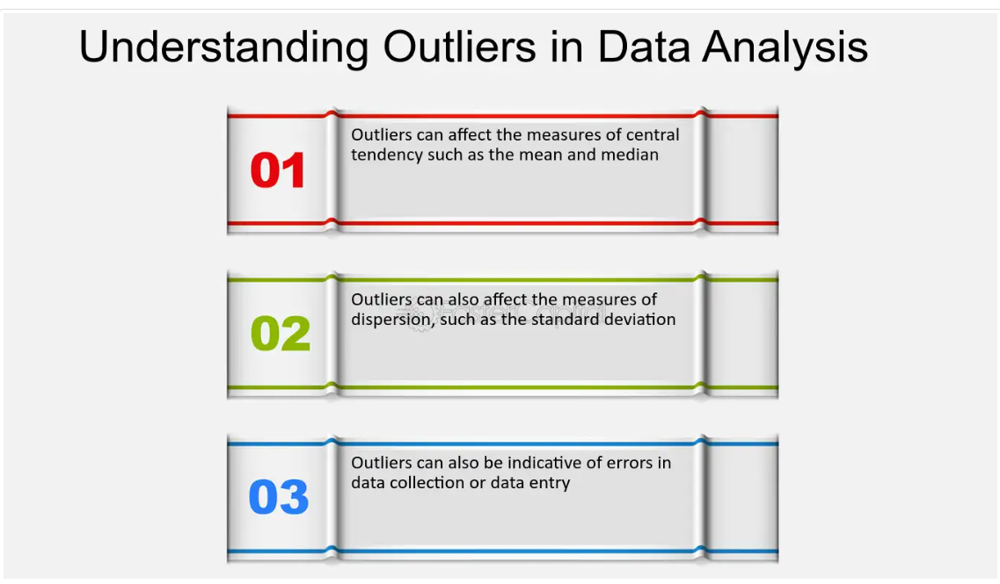 Understanding Outliers in Data Analysis
01
Outliers can affect the measures of central
tendency such as the mean and median
02
Outliers can also affect the measures of
dispersion, such as the standard deviation
FasterCapital
03
Outliers can also be indicative of errors in
data collection or data entry